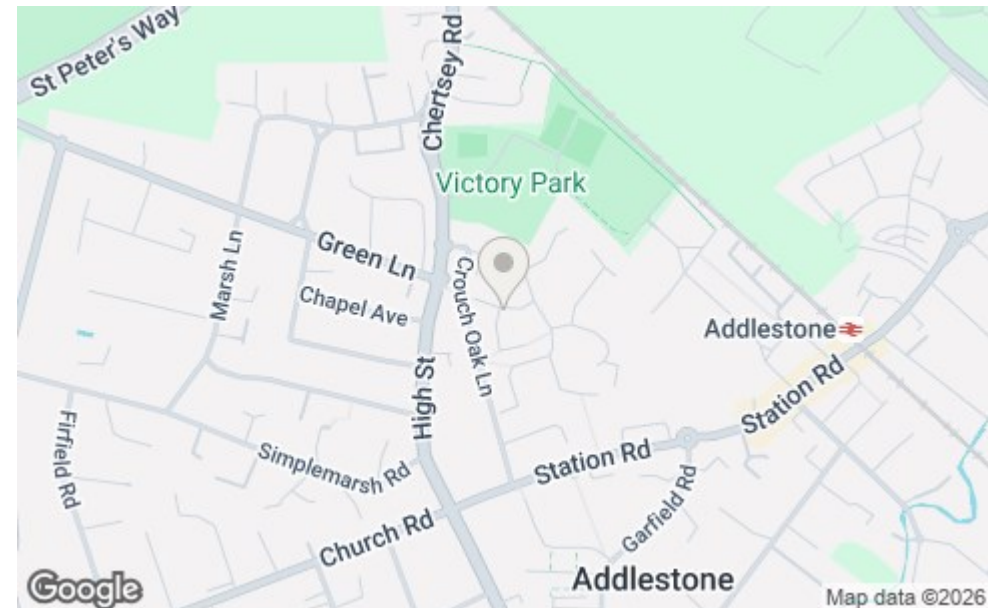 St Peter's Way
Chertsey Rd
Victory Park
Green Ln
Marsh Ln
Chapel Ave
Crouch Oak Ln
Addlestone
Station Rd
High St
Firfield Rd
Simplemarsh Rd
Station Rd
Garfield Rd
Church Rd
Addlestone
Google
Map data ©2026